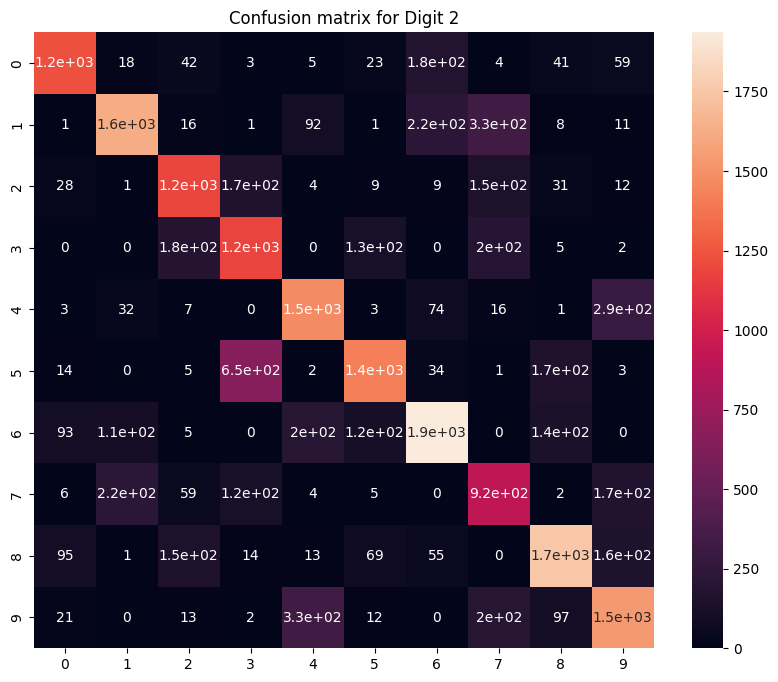 Confusion matrix for Digit 2
0 1.2e+03 18 42 3 5 23 1.8e+02 4 41 59
1 1 1.6e+03 16 1 92 1 2.2e+02 3.3e+02 8 11
2 28 1 1.2e+03 1.7e+02 4 9 9 1.5e+02 31 12
3 0 0 1.8e+02 1.2e+03 0 1.3e+02 0 2e+02 5 2
4 3 32 7 0 1.5e+03 3 74 16 1 2.9e+02
5 14 0 5 6.5e+02 2 1.4e+03 34 1 1.7e+02 3
6 93 1.1e+02 5 0 2e+02 1.2e+02 1.9e+03 0 1.4e+02 0
7 6 2.2e+02 59 1.2e+02 4 5 0 9.2e+02 2 1.7e+02
8 95 1 1.5e+02 14 13 69 55 0 1.7e+03 1.6e+02
9 21 0 13 2 3.3e+02 12 0 2e+02 97 1.5e+03
0 1 2 3 4 5 6 7 8 9
1750
1500
1250
1000
750
500
250
0